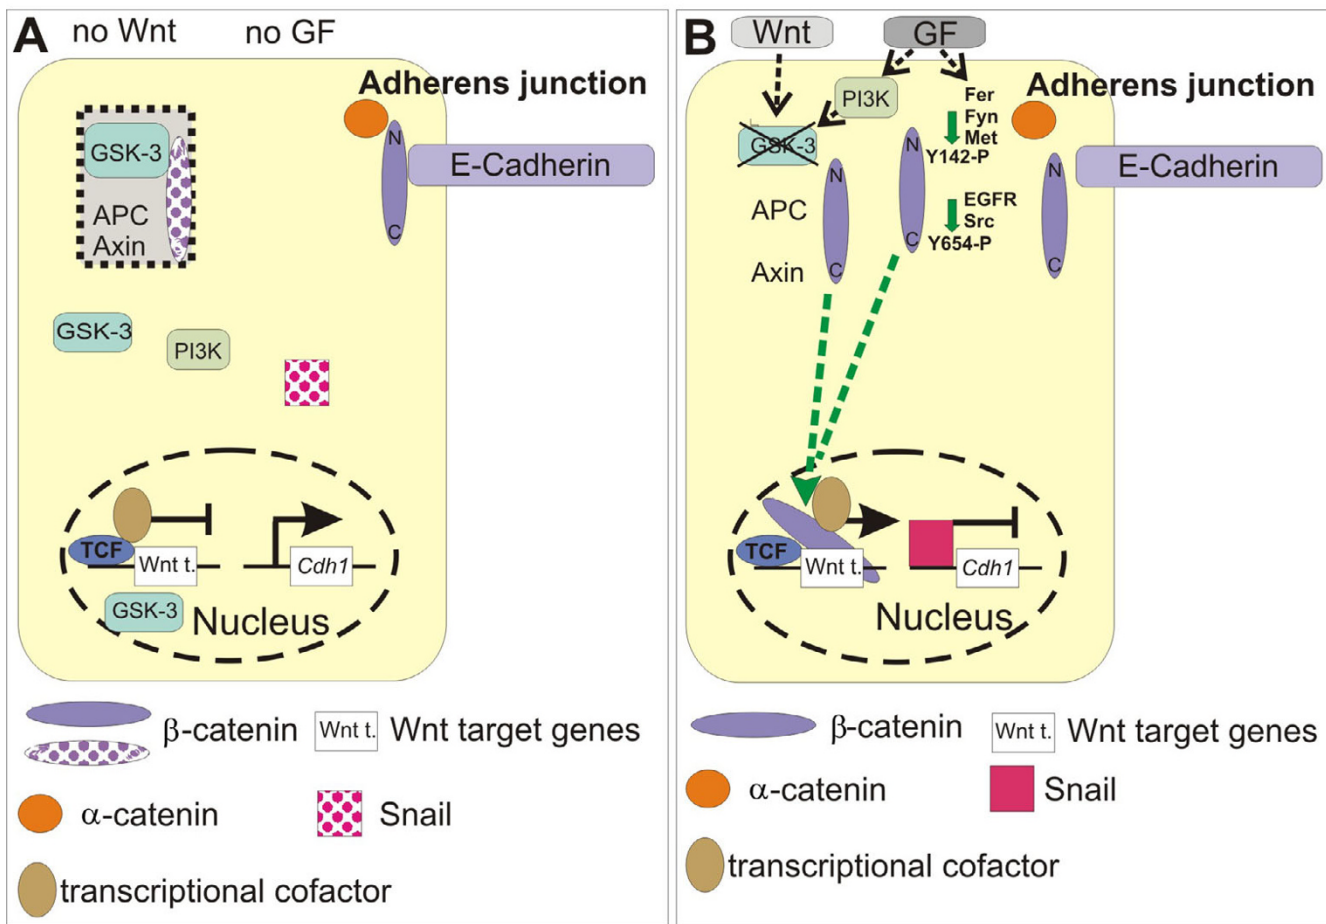 A
no Wnt
no GF
Adherens junction
GSK-3
APC
Axin
N
C
E-Cadherin
GSK-3
PI3K
TCF
Wnt t.
Cdh1
GSK-3
Nucleus
β-catenin
Wnt t.
Wnt target genes
α-catenin
Snail
transcriptional cofactor
B
Wnt
GF
Adherens junction
PI3K
GSK-3
Fer
Fyn
Met
Y142-P
EGFR
Src
Y654-P
APC
Axin
N
C
N
C
N
C
E-Cadherin
TCF
Wnt t.
Cdh1
Nucleus
β-catenin
Wnt t.
Wnt target genes
α-catenin
Snail
transcriptional cofactor